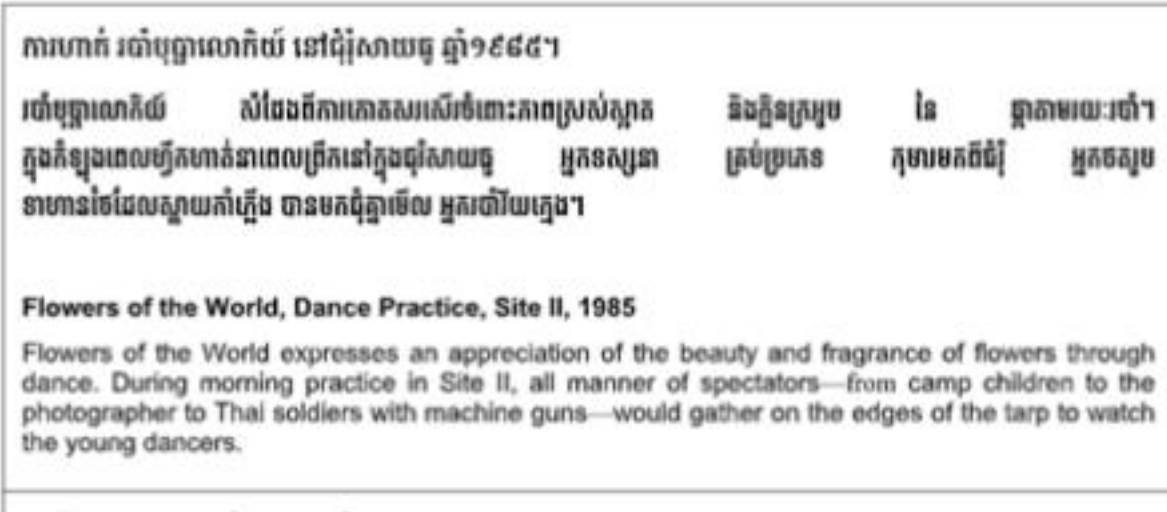 ការហាត់ របាំបុប្ផាលោកិយ៍ នៅជុំរុំសាយធូ ឆ្នាំ១៩៨៥។
របាំបុប្ផាលោកិយ៍ សំដែងពីការកោតសរសើរចំពោះភាពស្រស់ស្អាត និងក្លិនក្រអូប នៃ ផ្កាតាមរយៈរបាំ។
ក្នុងកំឡុងពេលហ្វឹកហាត់នាពេលព្រឹកនៅក្នុងជុំរំសាយធូ អ្នកទស្សនា គ្រប់ប្រភេទ កុមារមកពីជំរុំ អ្នកថតរូប
ទាហានថៃដែលស្ពាយកាំភ្លើង បានមកជុំគ្នាមើល អ្នករបាំវ័យក្មេង។
Flowers of the World, Dance Practice, Site II, 1985
Flowers of the World expresses an appreciation of the beauty and fragrance of flowers through
dance. During morning practice in Site II, all manner of spectators—from camp children to the
photographer to Thai soldiers with machine guns—would gather on the edges of the tarp to watch
the young dancers.